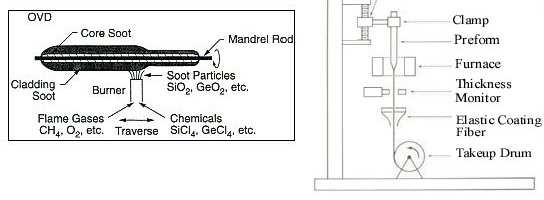 OVD
Core Soot
Mandrel Rod
Cladding
Soot
Soot Particles
SiO2, GeO2, etc.
Burner
Flame Gases
CH4, O2, etc.
Traverse
Chemicals
SiCl4, GeCl4, etc.
Clamp
Preform
Furnace
Thickness
Monitor
Elastic Coating
Fiber
Takeup Drum